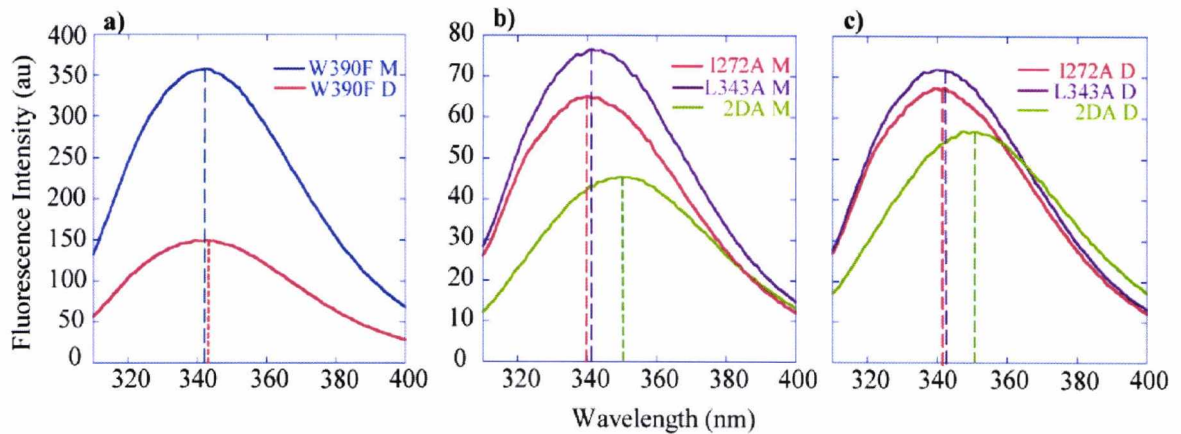 a)
b)
c)
Fluorescence Intensity (au)
400
350
300
250
200
150
100
50
0
W390F M
W390F D
320
340
360
380
400
80
70
60
50
40
30
20
10
0
I272A M
L343A M
2DA M
320
340
360
380
400
I272A D
L343A D
2DA D
320
340
360
380
400
Wavelength (nm)